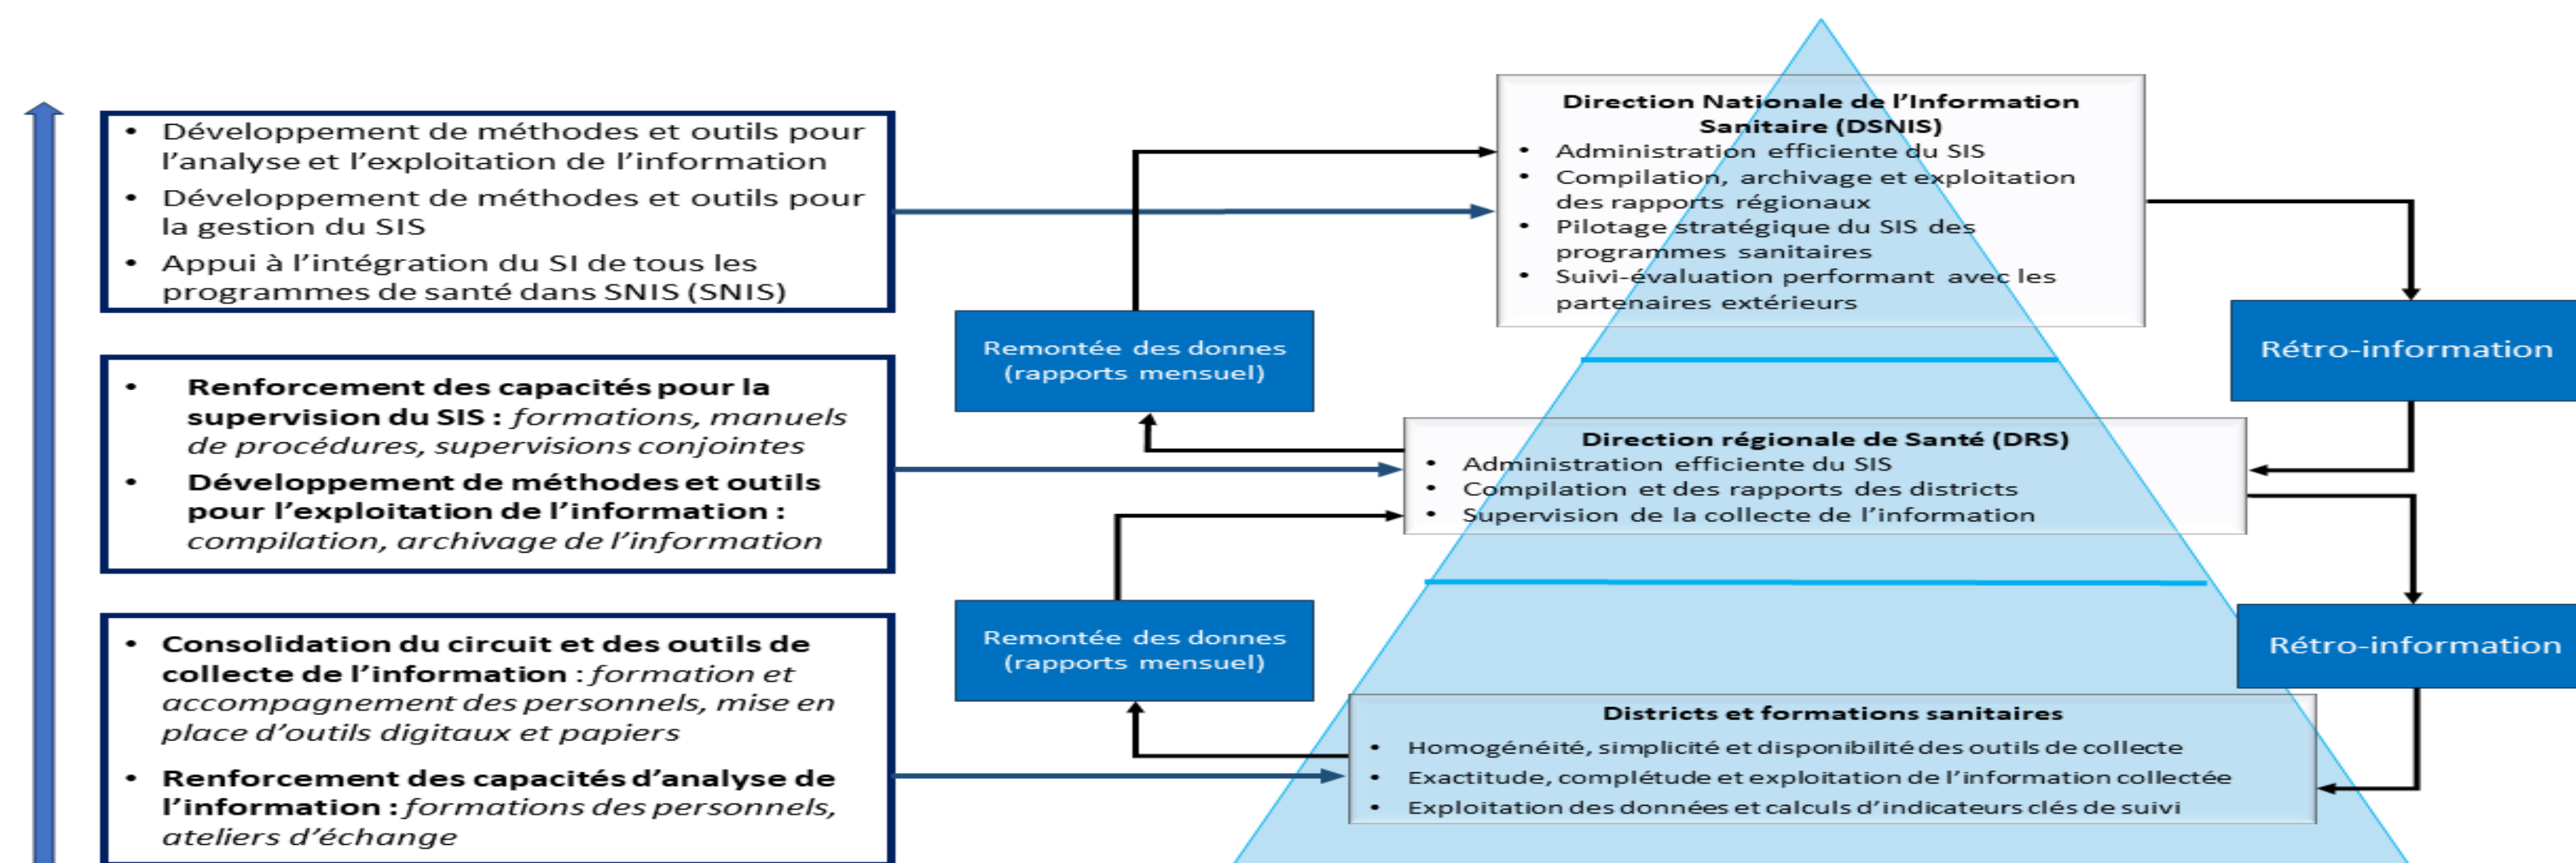 • Développement de méthodes et outils pour
l'analyse et l'exploitation de l'information
• Développement de méthodes et outils pour
la gestion du SIS
• Appui à l'intégration du SI de tous les
programmes de santé dans SNIS (SNIS)
• Renforcement des capacités pour la
supervision du SIS : formations, manuels
de procédures, supervisions conjointes
• Développement de méthodes et outils
pour l'exploitation de l'information :
compilation, archivage de l'information
• Consolidation du circuit et des outils de
collecte de l'information : formation et
accompagnement des personnels, mise en
place d'outils digitaux et papiers
• Renforcement des capacités d'analyse de
l'information : formations des personnels,
ateliers d'échange
Remontée des donnes
(rapports mensuel)
Remontée des donnes
(rapports mensuel)
Direction Nationale de l'Information
Sanitaire (DSNIS)
• Administration efficiente du SIS
• Compilation, archivage et exploitation
des rapports régionaux
• Pilotage stratégique du SIS des
programmes sanitaires
• Suivi-évaluation performant avec les
partenaires extérieurs
Direction régionale de Santé (DRS)
• Administration efficiente du SIS
• Compilation et des rapports des districts
• Supervision de la collecte de l'information
Districts et formations sanitaires
• Homogénéité, simplicité et disponibilité des outils de collecte
• Exactitude, complétude et exploitation de l'information collectée
• Exploitation des données et calculs d'indicateurs clés de suivi
Rétro-information
Rétro-information